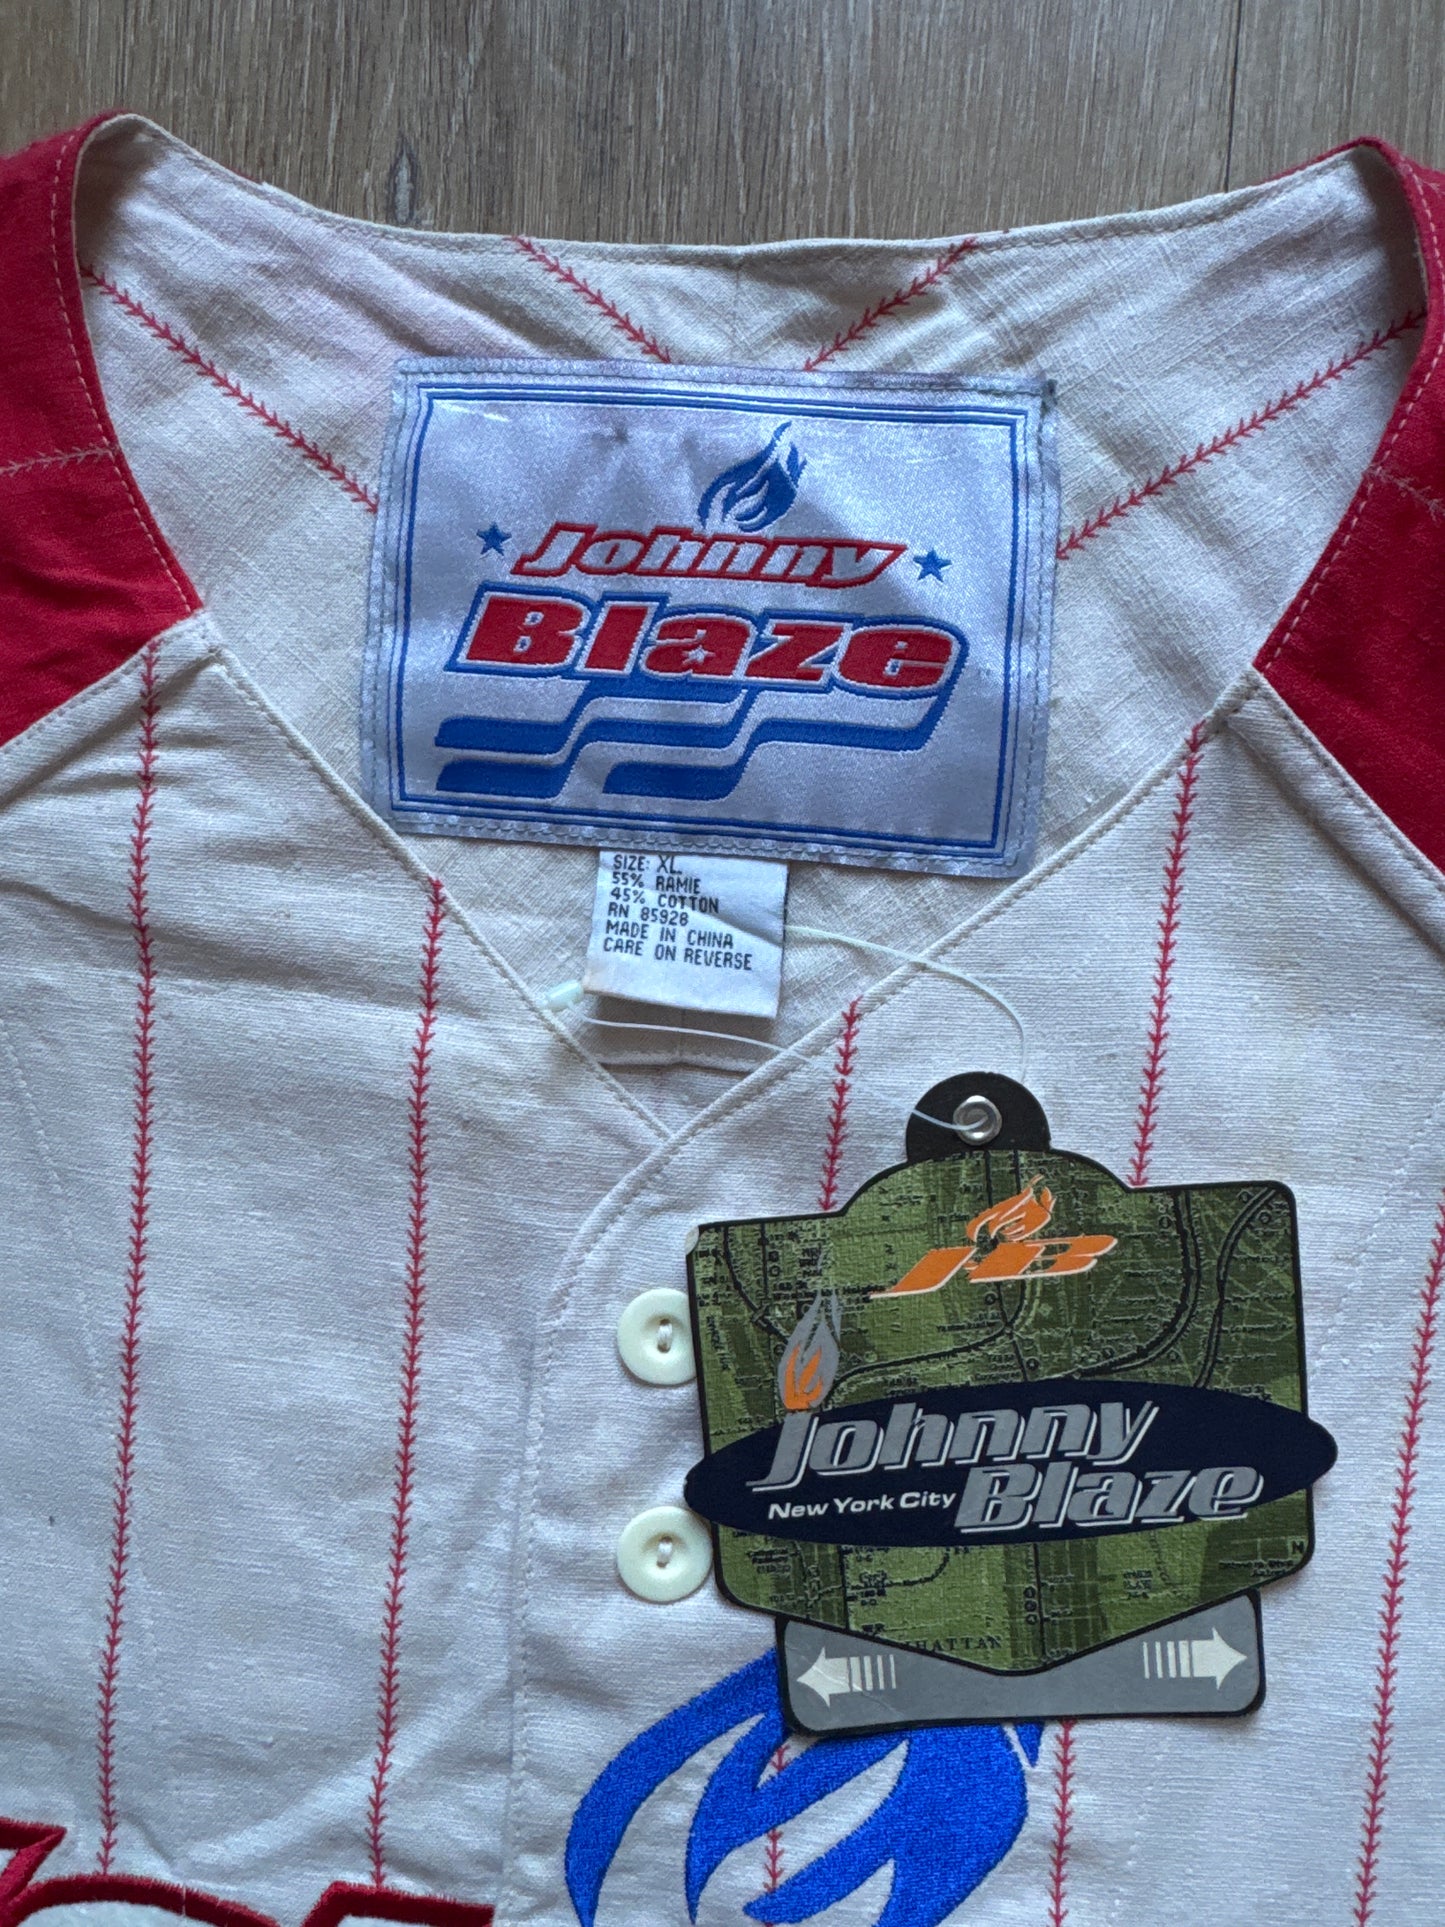 Johnny
Blaze
SIZE: XL
55% RAMIE
45% COTTON
RN 85928
MADE IN CHINA
CARE ON REVERSE
JB
Johnny
New York City Blaze
N